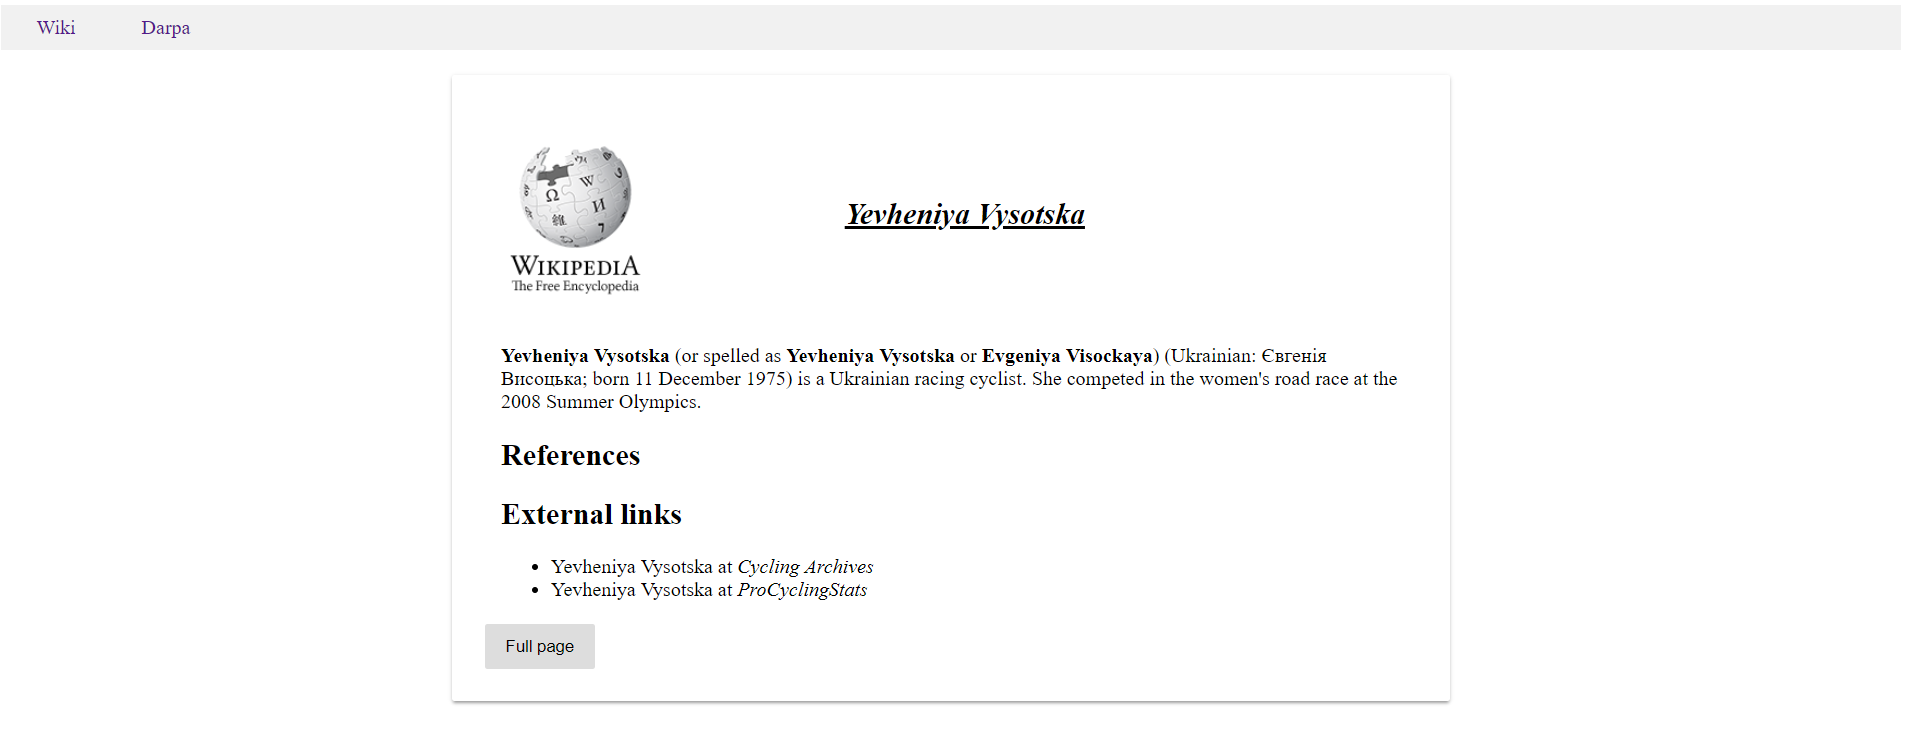 Wiki Darpa
WIKIPEDIA
The Free Encyclopedia
Yevheniya Vysotska
Yevheniya Vysotska (or spelled as Yevheniya Vysotska or Evgeniya Visockaya) (Ukrainian: Євгенія
Висоцька; born 11 December 1975) is a Ukrainian racing cyclist. She competed in the women's road race at the
2008 Summer Olympics.
References
External links
• Yevheniya Vysotska at Cycling Archives
• Yevheniya Vysotska at ProCyclingStats
Full page